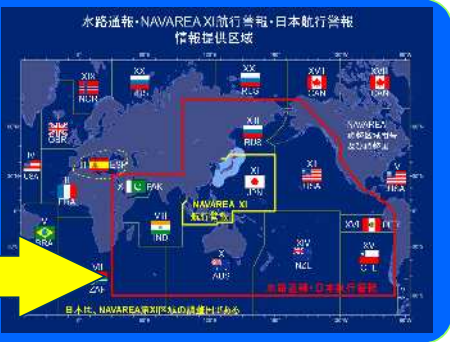 水路通報・NAVAREA XI航行警報・日本航行警報
情報提供区域
XIX
NOR
XX
XX
RUS
XVII
CAN
XVIII
CAN
GBR
XIII
RUS
NAVAREA
IV
USA
III
ESP
II
FRA
PAK
XI
JPN
XII
USA
V
BRA
VIII
IND
NAVAREA XI
航行警報
XVI
PER
VII
ZAF
X
AUS
XIV
NZL
XV
CHL
水路通報・日本航行警報
日本は、NAVAREA第XI区域の調整国である